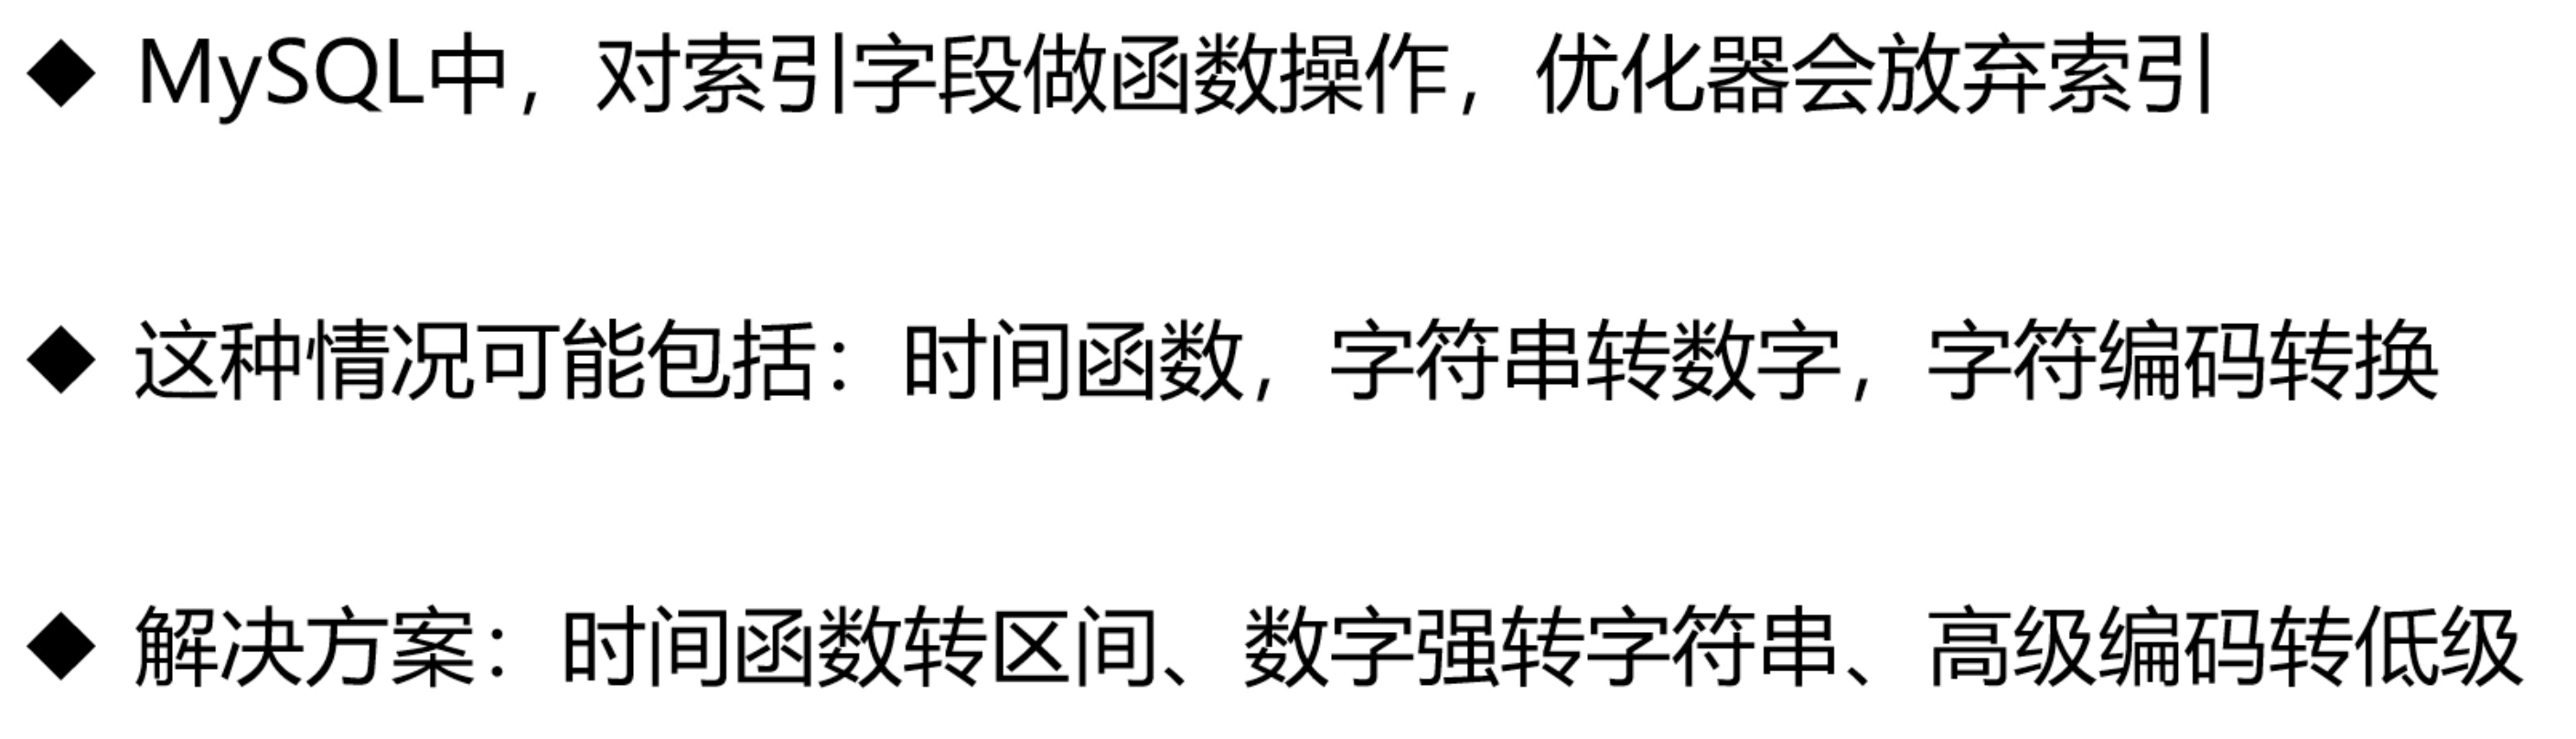 ◆ MySQL中，对索引字段做函数操作，优化器会放弃索引
◆ 这种情况可能包括：时间函数，字符串转数字，字符编码转换
◆ 解决方案：时间函数转区间、数字强转字符串、高级编码转低级